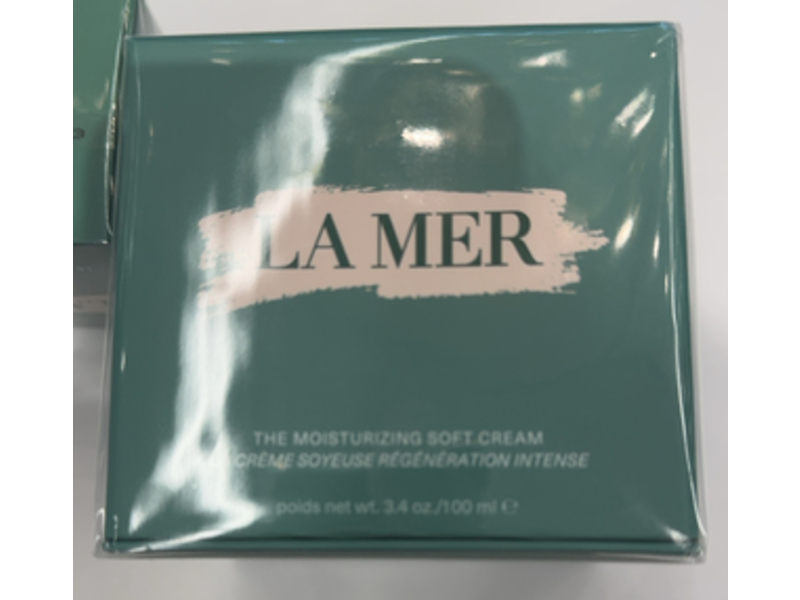 LA MER
THE MOISTURIZING SOFT CREAM
CRÈME SOYEUSE RÉGÉNÉRATION INTENSE
poids net wt. 3.4 oz./100 ml ℮